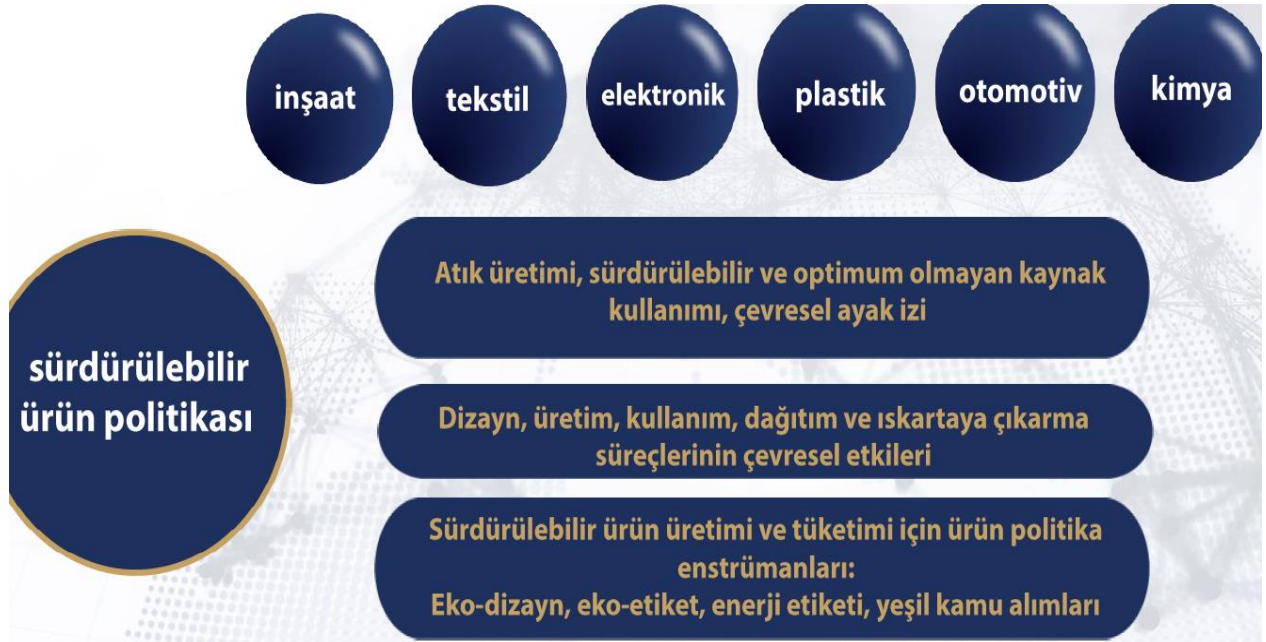 inşaat
tekstil
elektronik
plastik
otomotiv
kimya
sürdürülebilir
ürün politikası
Atık üretimi, sürdürülebilir ve optimum olmayan kaynak
kullanımı, çevresel ayak izi
Dizayn, üretim, kullanım, dağıtım ve ıskartaya çıkarma
süreçlerinin çevresel etkileri
Sürdürülebilir ürün üretimi ve tüketimi için ürün politika
enstrümanları:
Eko-dizayn, eko-etiket, enerji etiketi, yeşil kamu alımları